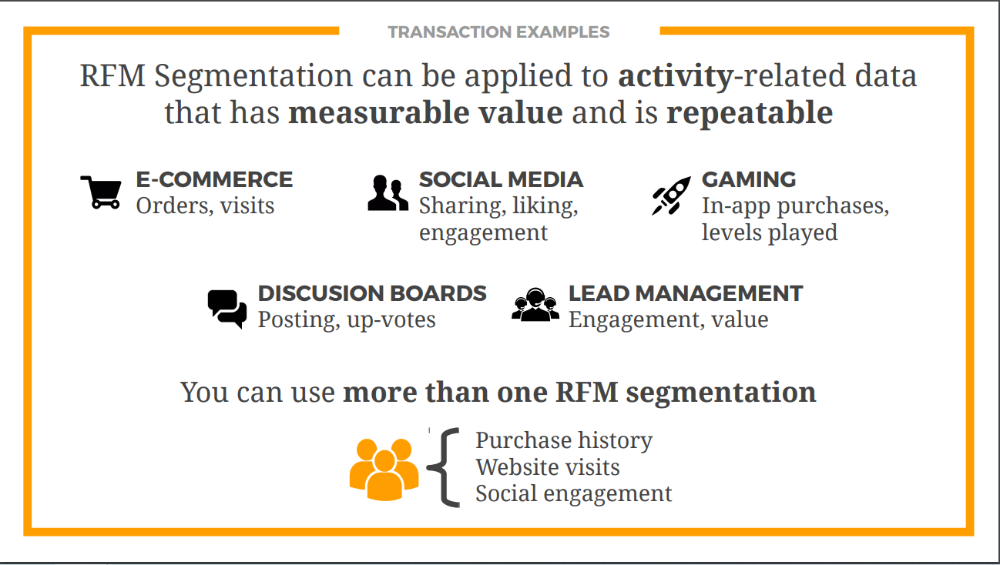 TRANSACTION EXAMPLES
RFM Segmentation can be applied to activity-related data
that has measurable value and is repeatable
E-COMMERCE
Orders, visits
SOCIAL MEDIA
Sharing, liking,
engagement
GAMING
In-app purchases,
levels played
DISCUSION BOARDS
Posting, up-votes
LEAD MANAGEMENT
Engagement, value
You can use more than one RFM segmentation
Purchase history
Website visits
Social engagement